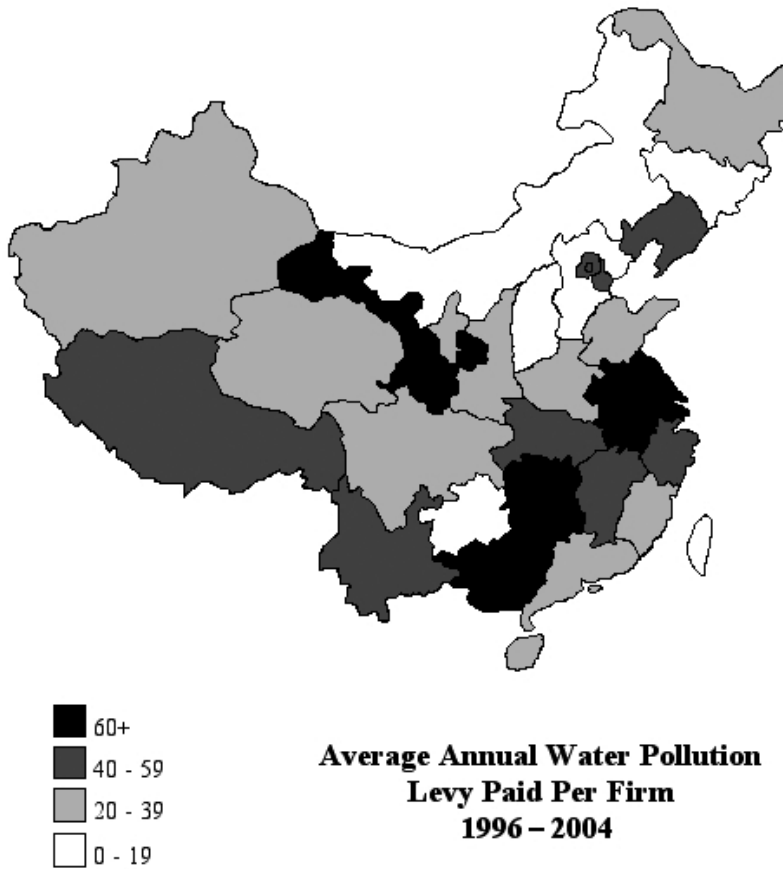 60+
40 - 59
20 - 39
0 - 19
Average Annual Water Pollution
Levy Paid Per Firm
1996 – 2004